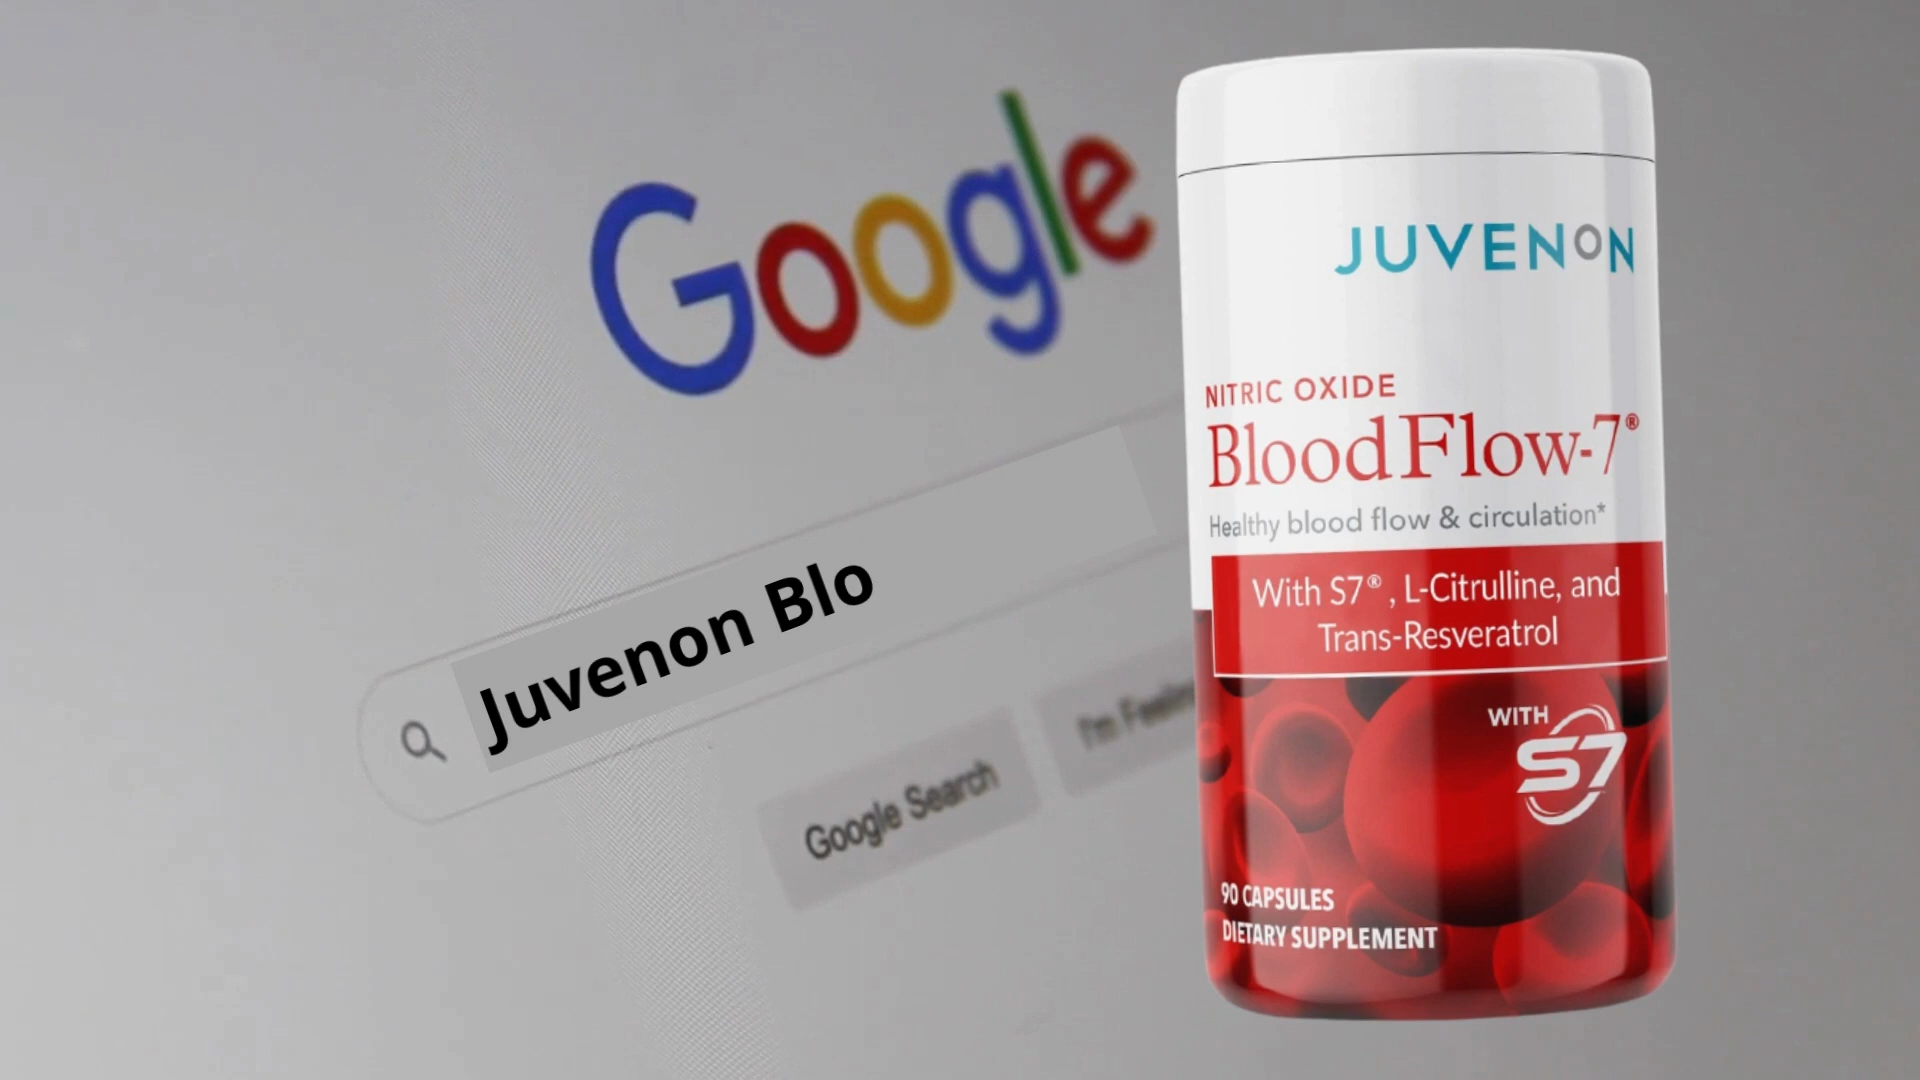 Google
Juvenon Blo
Google Search
I'm Feelin
JUVENON
NITRIC OXIDE
BloodFlow-7®
Healthy blood flow & circulation*
With S7®, L-Citrulline, and
Trans-Resveratrol
WITH
S7
90 CAPSULES
DIETARY SUPPLEMENT